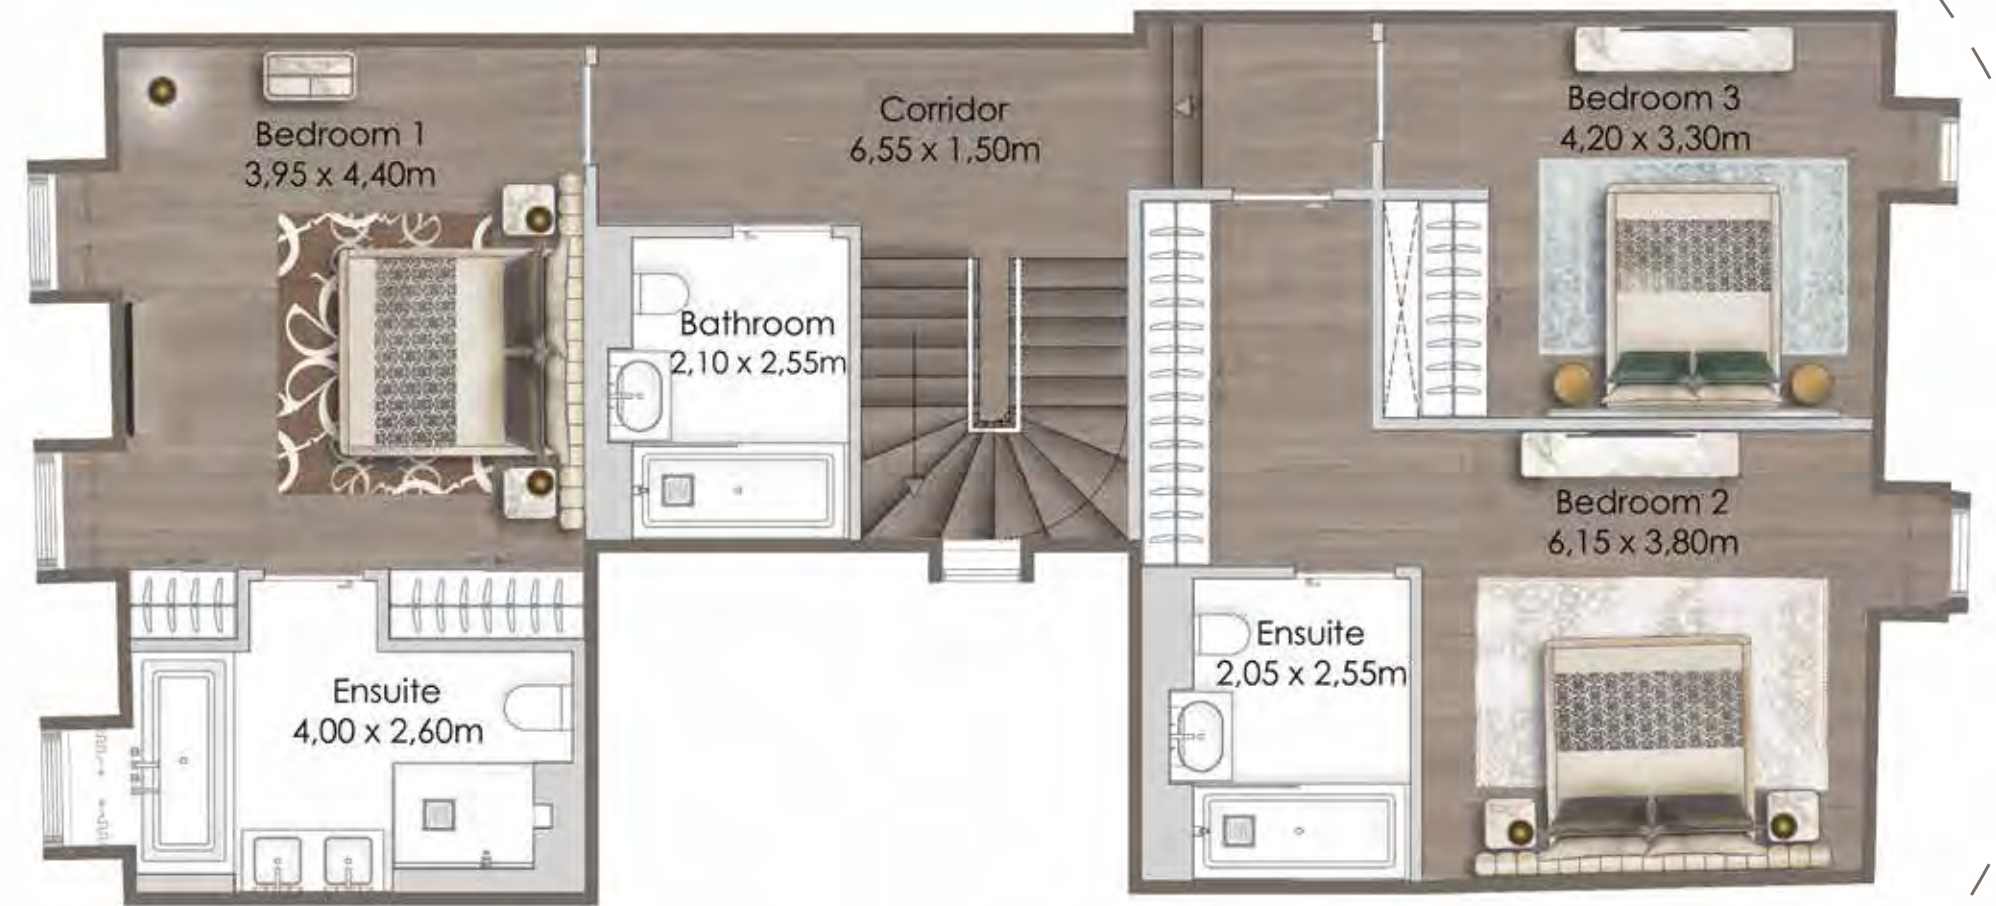 Bedroom 1
3,95 x 4,40m
Corridor
6,55 x 1,50m
Bedroom 3
4,20 x 3,30m
Bathroom
2,10 x 2,55m
Bedroom 2
6,15 x 3,80m
Ensuite
4,00 x 2,60m
Ensuite
2,05 x 2,55m